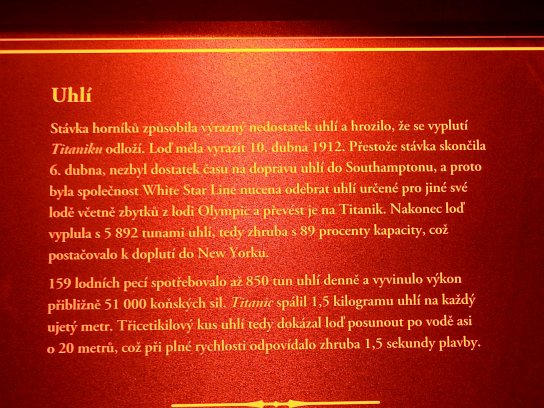 Uhlí
Stávka horníků způsobila výrazný nedostatek uhlí a hrozilo, že se vyplutí
Titaniku odloží. Loď měla vyrazit 10. dubna 1912. Přestože stávka skončila
6. dubna, nezbyl dostatek času na dopravu uhlí do Southamptonu, a proto
byla společnost White Star Line nucena odebrat uhlí určené pro jiné své
lodě včetně zbytků z lodi Olympic a převést je na Titanik. Nakonec loď
vyplula s 5 892 tunami uhlí, tedy zhruba s 89 procenty kapacity, což
postačovalo k doplutí do New Yorku.
159 lodních pecí spotřebovalo až 850 tun uhlí denně a vyvinulo výkon
přibližně 51 000 koňských sil. Titanic spálil 1,5 kilogramu uhlí na každý
ujetý metr. Třicetikilový kus uhlí tedy dokázal loď posunout po vodě asi
o 20 metrů, což při plné rychlosti odpovídalo zhruba 1,5 sekundy plavby.